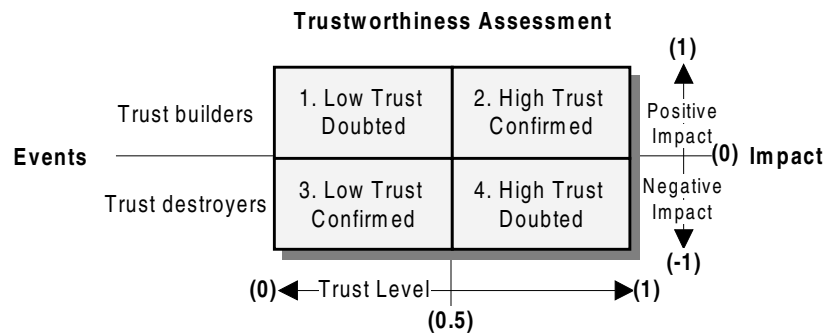 Trustworthiness Assessment
(1)
Trust builders
1. Low Trust
Doubted
2. High Trust
Confirmed
Positive
Impact
Events
(0) Impact
Trust destroyers
3. Low Trust
Confirmed
4. High Trust
Doubted
Negative
Impact
(-1)
(0) Trust Level (1)
(0.5)